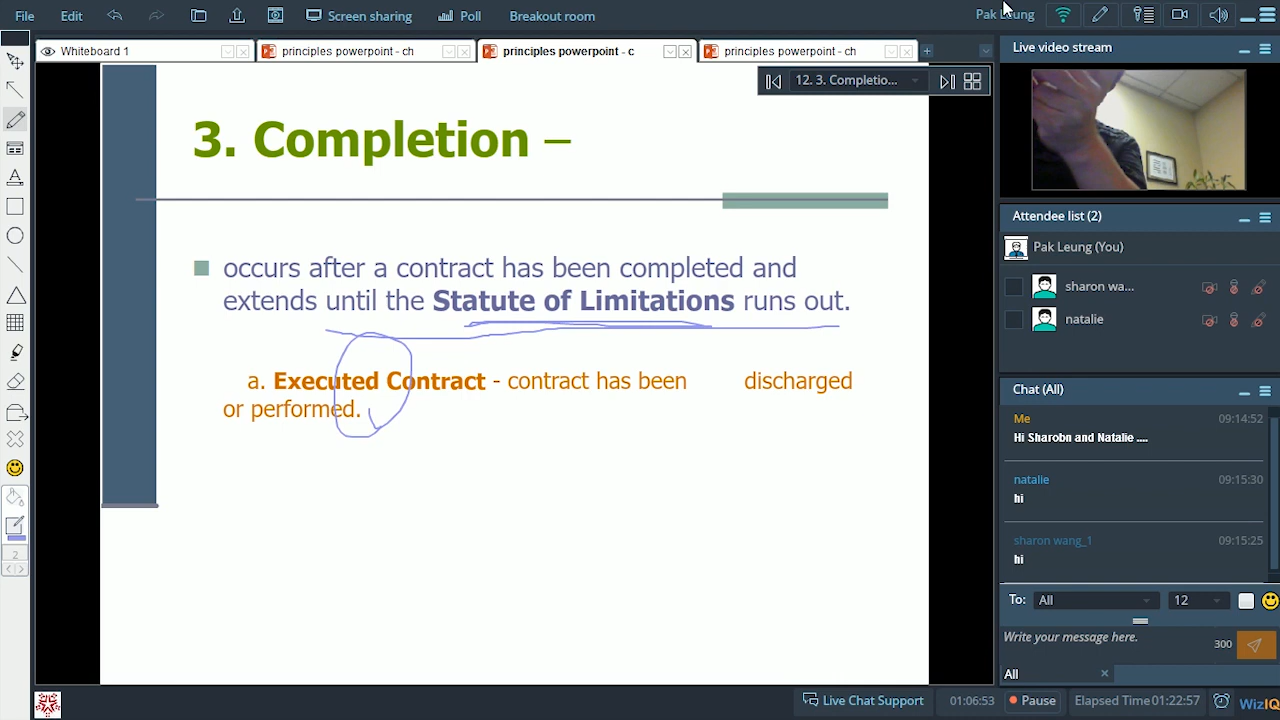 File Edit Screen sharing Poll Breakout room Pak Leung
Whiteboard 1 principles powerpoint - ch principles powerpoint - c principles powerpoint - ch
12. 3. Completio...
3. Completion –
occurs after a contract has been completed and
extends until the Statute of Limitations runs out.
a. Executed Contract - contract has been discharged
or performed.
2
Live video stream
Attendee list (2)
Pak Leung (You)
sharon wa...
natalie
Chat (All)
Me 09:14:52
Hi Sharobn and Natalie ....
natalie 09:15:30
hi
sharon wang_1 09:15:25
hi
To: All 12
Write your message here. 300
All
Live Chat Support 01:06:53 Pause Elapsed Time 01:22:57 WizIQ